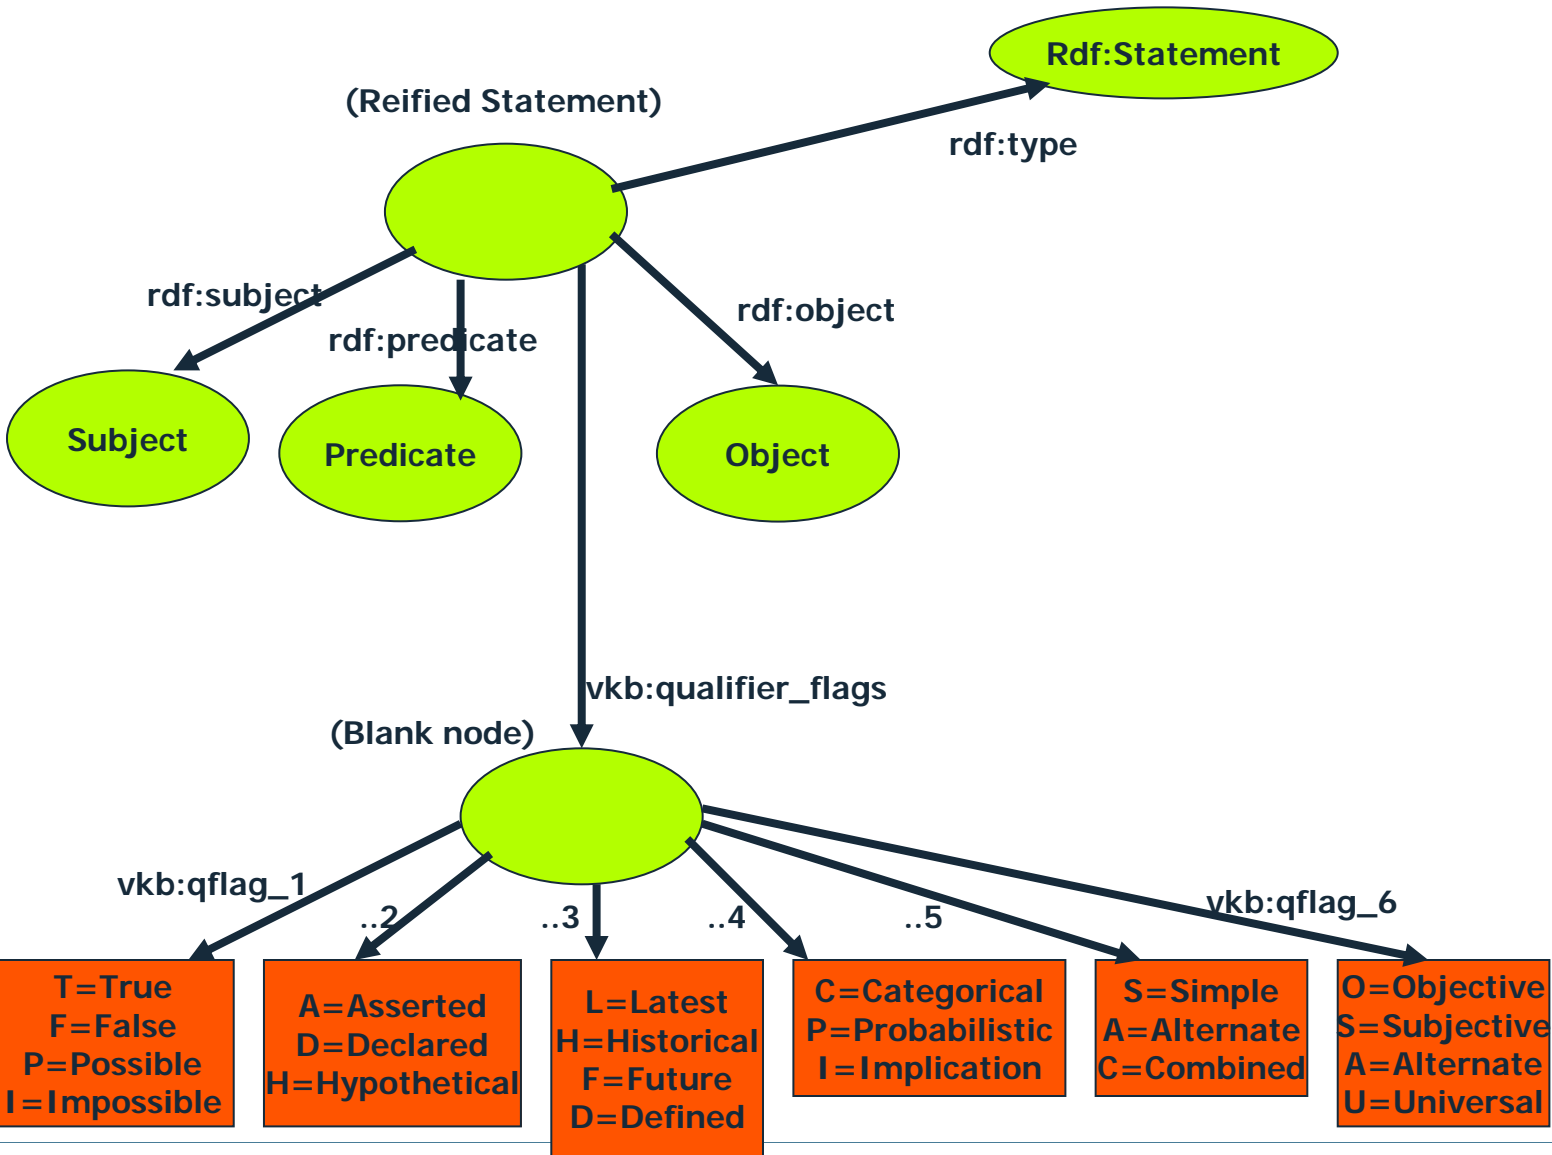 Rdf:Statement
(Reified Statement)
rdf:type
rdf:subject
rdf:object
rdf:predicate
Subject
Predicate
Object
vkb:qualifier_flags
(Blank node)
vkb:qflag_1
..2
..3
..4
..5
vkb:qflag_6
T=True
F=False
P=Possible
I=Impossible
A=Asserted
D=Declared
H=Hypothetical
L=Latest
H=Historical
F=Future
D=Defined
C=Categorical
P=Probabilistic
I=Implication
S=Simple
A=Alternate
C=Combined
O=Objective
S=Subjective
A=Alternate
U=Universal